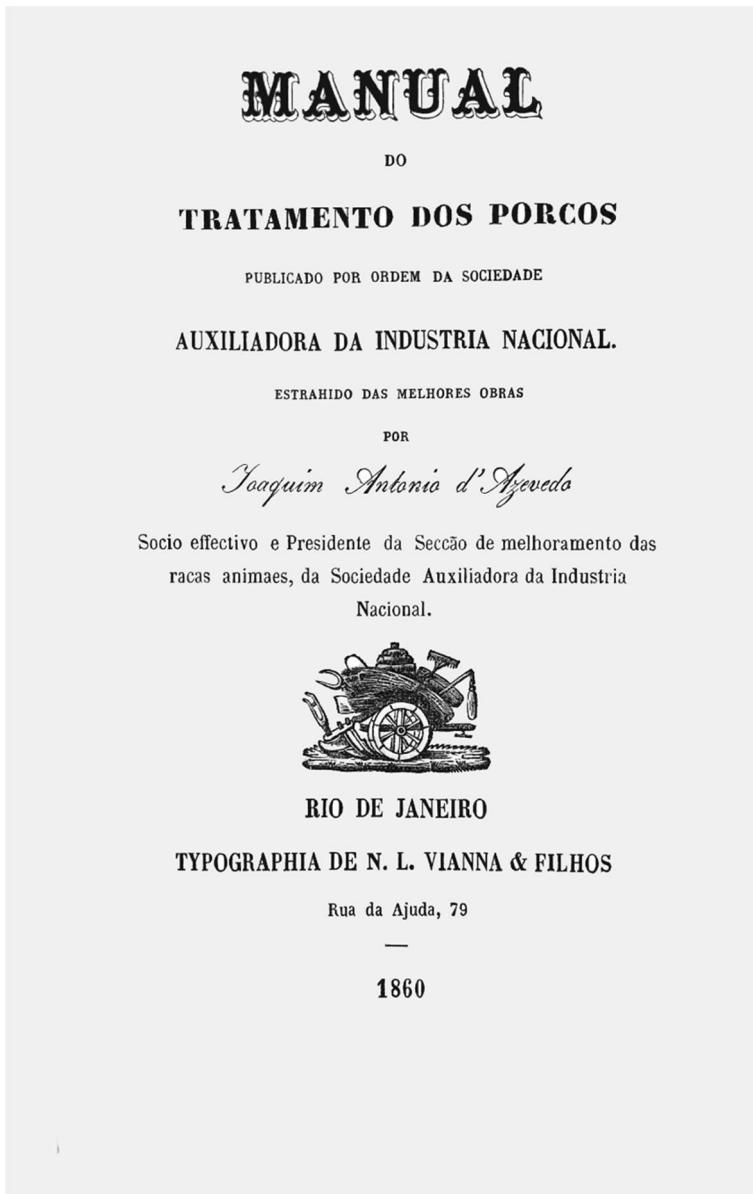 MANUAL
DO
TRATAMENTO DOS PORCOS
PUBLICADO POR ORDEM DA SOCIEDADE
AUXILIADORA DA INDUSTRIA NACIONAL.
ESTRAHIDO DAS MELHORES OBRAS
POR
Joaquim Antonio d'Azevedo
Socio effectivo e Presidente da Seccão de melhoramento das
racas animaes, da Sociedade Auxiliadora da Industria
Nacional.
RIO DE JANEIRO
TYPOGRAPHIA DE N. L. VIANNA & FILHOS
Rua da Ajuda, 79
1860